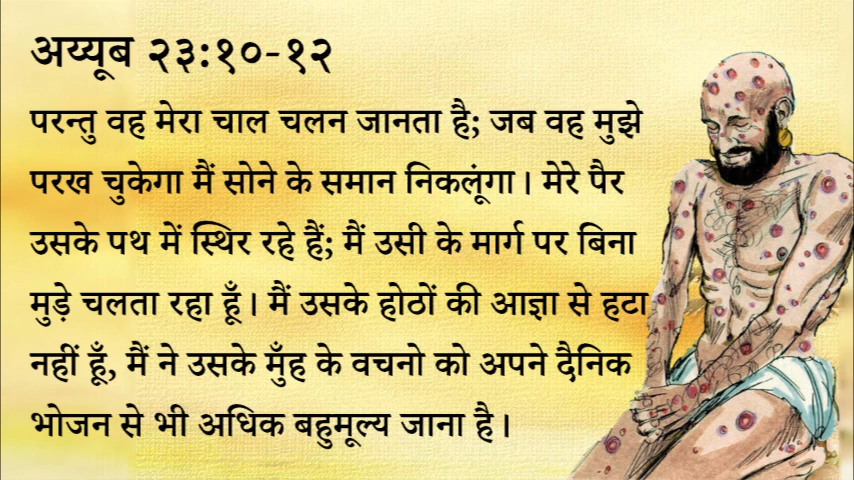 अय्यूब २३:१०-१२
परन्तु वह मेरा चाल चलन जानता है; जब वह मुझे
परख चुकेगा मैं सोने के समान निकलूंगा। मेरे पैर
उसके पथ में स्थिर रहे हैं; मैं उसी के मार्ग पर बिना
मुड़े चलता रहा हूँ। मैं उसके होठों की आज्ञा से हटा
नहीं हूँ, मैं ने उसके मुँह के वचनो को अपने दैनिक
भोजन से भी अधिक बहुमूल्य जाना है।